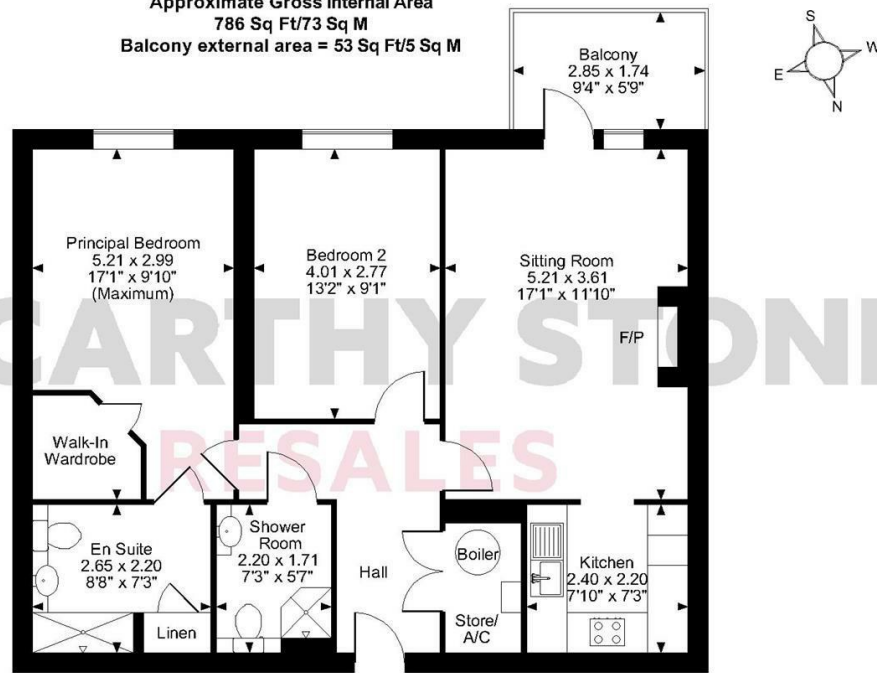 Approximate Gross Internal Area
786 Sq Ft/73 Sq M
Balcony external area = 53 Sq Ft/5 Sq M
S
W
E
N
Balcony
2.85 x 1.74
9'4" x 5'9"
Principal Bedroom
5.21 x 2.99
17'1" x 9'10"
(Maximum)
Bedroom 2
4.01 x 2.77
13'2" x 9'1"
Sitting Room
5.21 x 3.61
17'1" x 11'10"
F/P
CARTHY STONE
RESALES
Walk-In
Wardrobe
En Suite
2.65 x 2.20
8'8" x 7'3"
Linen
Shower
Room
2.20 x 1.71
7'3" x 5'7"
Hall
Boiler
Store/
A/C
Kitchen
2.40 x 2.20
7'10" x 7'3"